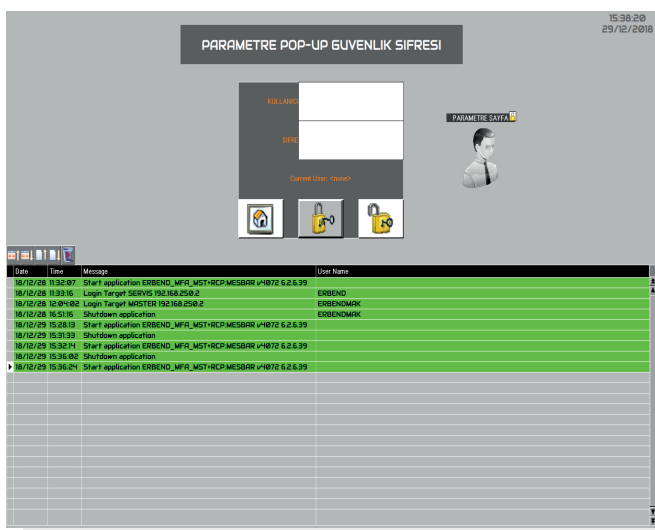 15:38:20
29/12/2018
PARAMETRE POP-UP GUVENLIK SIFRESI
KULLANICI
SIFRE
Current User: <none>
PARAMETRE SAYFA
Date Time Message User Name
18/12/28 11:32:07 Start application ERBEND_MFA_MST+RCP:MESBAR v4072 6.2.6.39
18/12/28 11:33:16 Login Target SERVIS 192.168.250.2 ERBEND
18/12/28 12:04:02 Login Target MASTER 192.168.250.2 ERBENDMAK
18/12/28 16:51:16 Shutdown application ERBENDMAK
18/12/29 15:28:13 Start application ERBEND_MFA_MST+RCP:MESBAR v4072 6.2.6.39
18/12/29 15:31:33 Shutdown application
18/12/29 15:32:14 Start application ERBEND_MFA_MST+RCP:MESBAR v4072 6.2.6.39
18/12/29 15:36:02 Shutdown application
18/12/29 15:36:24 Start application ERBEND_MFA_MST+RCP:MESBAR v4072 6.2.6.39